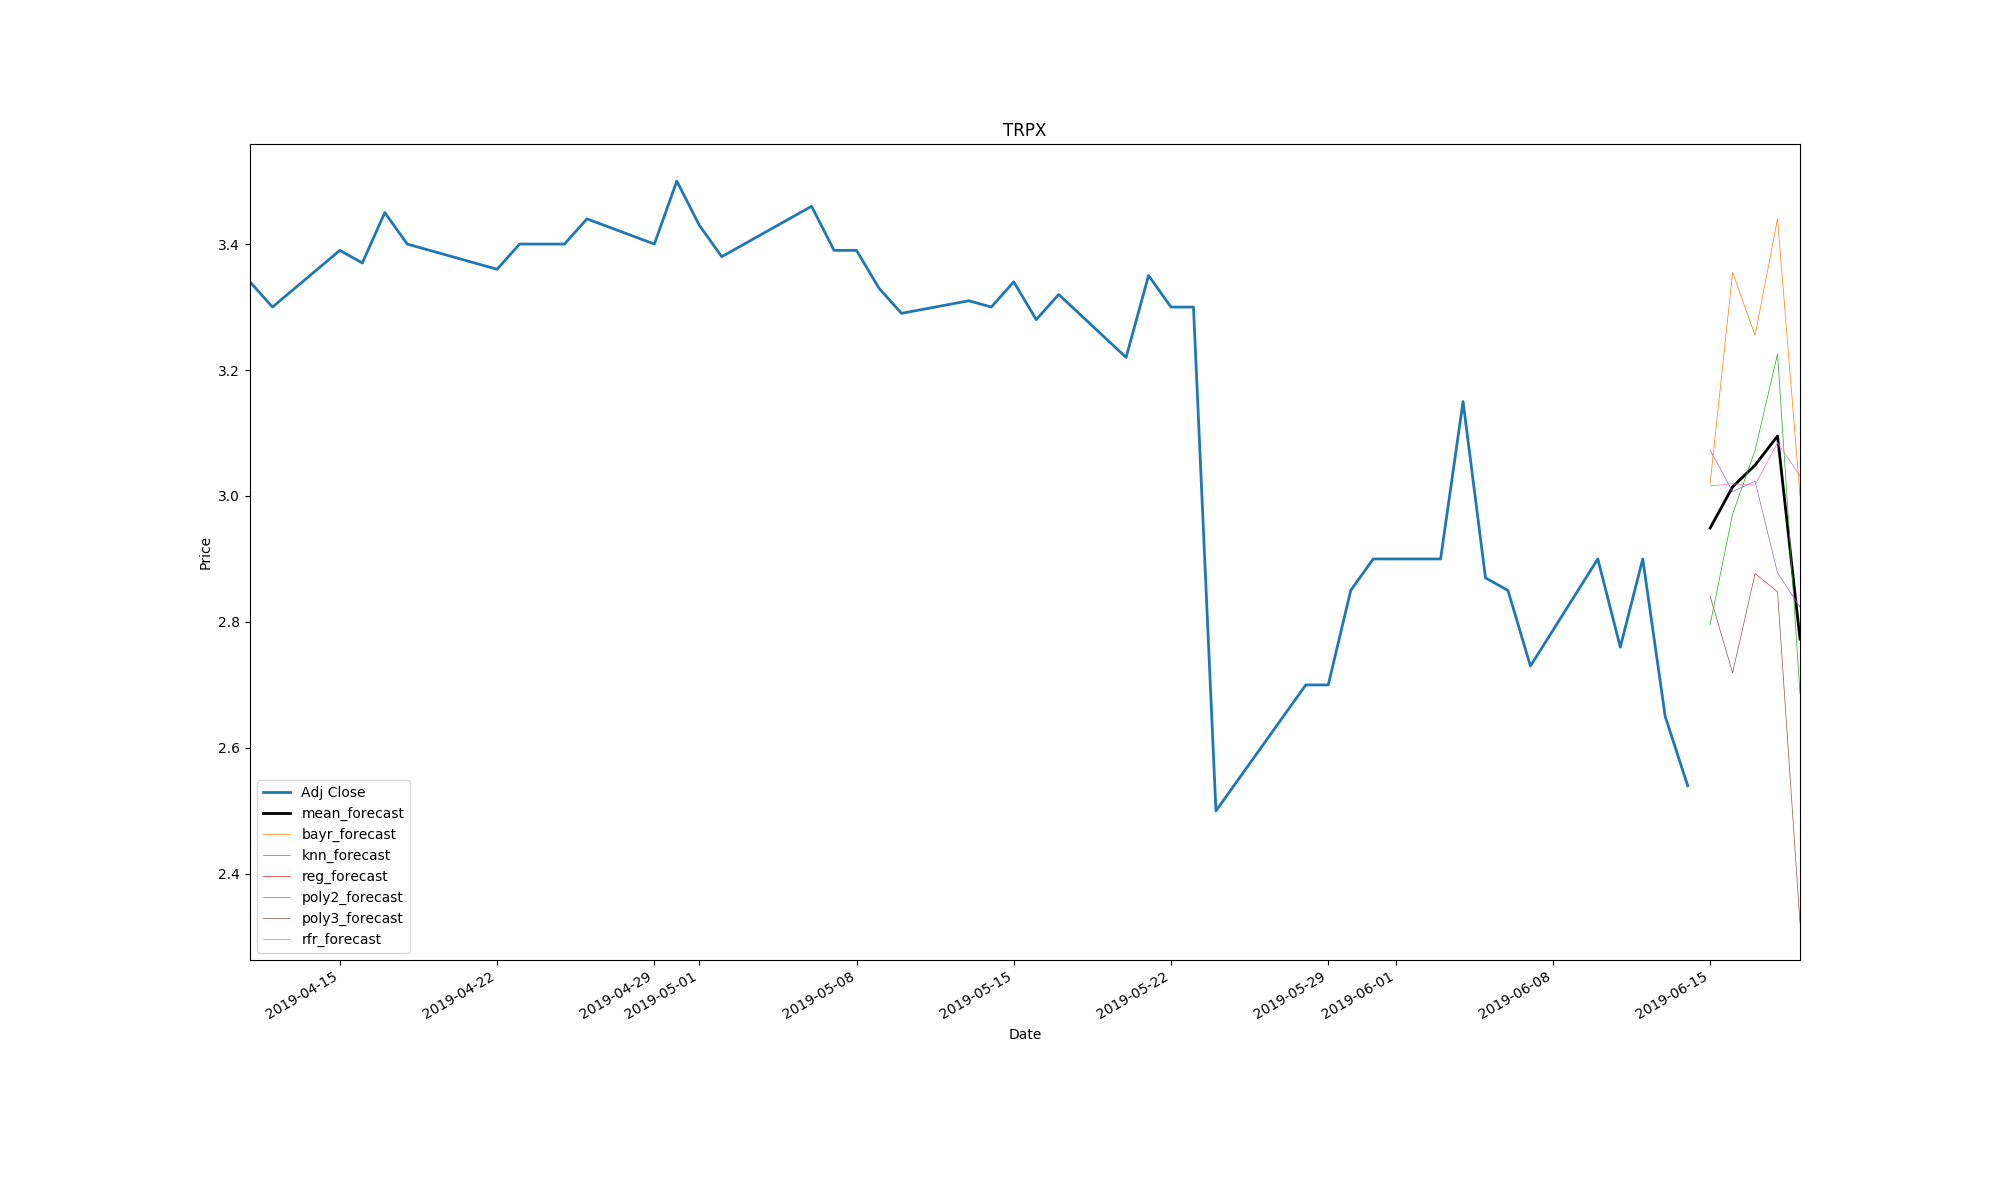 TRPX
3.4
3.2
3.0
2.8
2.6
2.4
Price
Adj Close
mean_forecast
bayr_forecast
knn_forecast
reg_forecast
poly2_forecast
poly3_forecast
rfr_forecast
2019-04-15
2019-04-22
2019-04-29
2019-05-01
2019-05-08
2019-05-15
2019-05-22
2019-05-29
2019-06-01
2019-06-08
2019-06-15
Date